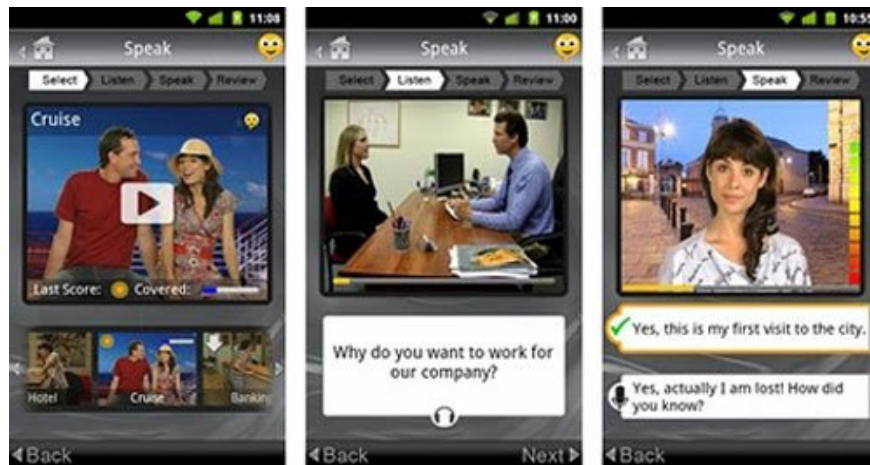 11:08
Speak
Select Listen Speak Review
Cruise
Last Score: Covered:
Hotel Cruise Banking
Back
11:00
Speak
Select Listen Speak Review
Why do you want to work for
our company?
Back Next
10:55
Speak
Select Listen Speak Review
Yes, this is my first visit to the city.
Yes, actually I am lost! How did
you know?
Back